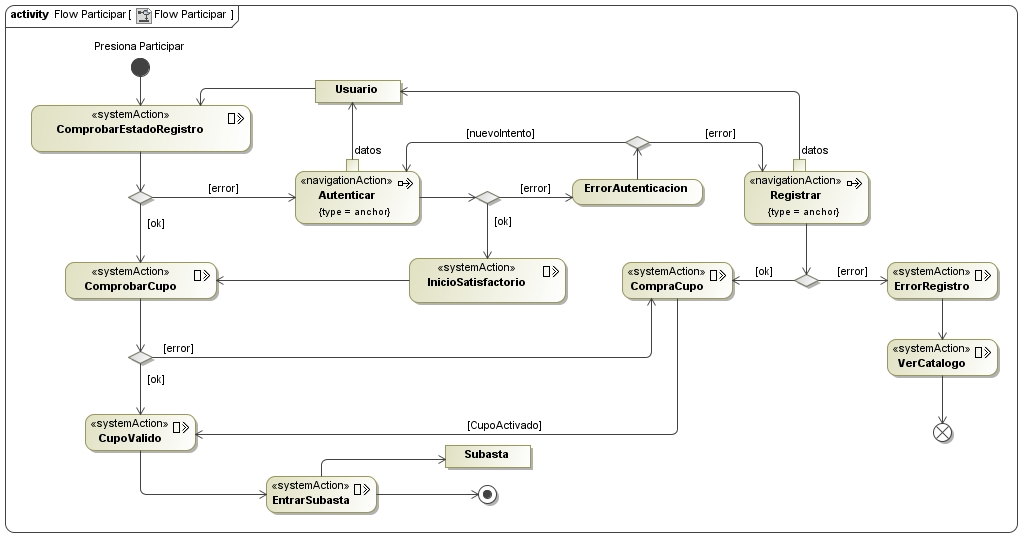 activity Flow Participar [ Flow Participar ]
Presiona Participar
Usuario
«systemAction»
ComprobarEstadoRegistro
[nuevoIntento]
[error]
datos
datos
[error]
«navigationAction»
Autenticar
{type = anchor}
[error]
ErrorAutenticacion
«navigationAction»
Registrar
{type = anchor}
[ok]
[ok]
«systemAction»
ComprobarCupo
«systemAction»
InicioSatisfactorio
«systemAction»
CompraCupo
[ok]
[error]
«systemAction»
ErrorRegistro
[error]
«systemAction»
VerCatalogo
[ok]
«systemAction»
CupoValido
[CupoActivado]
Subasta
«systemAction»
EntrarSubasta